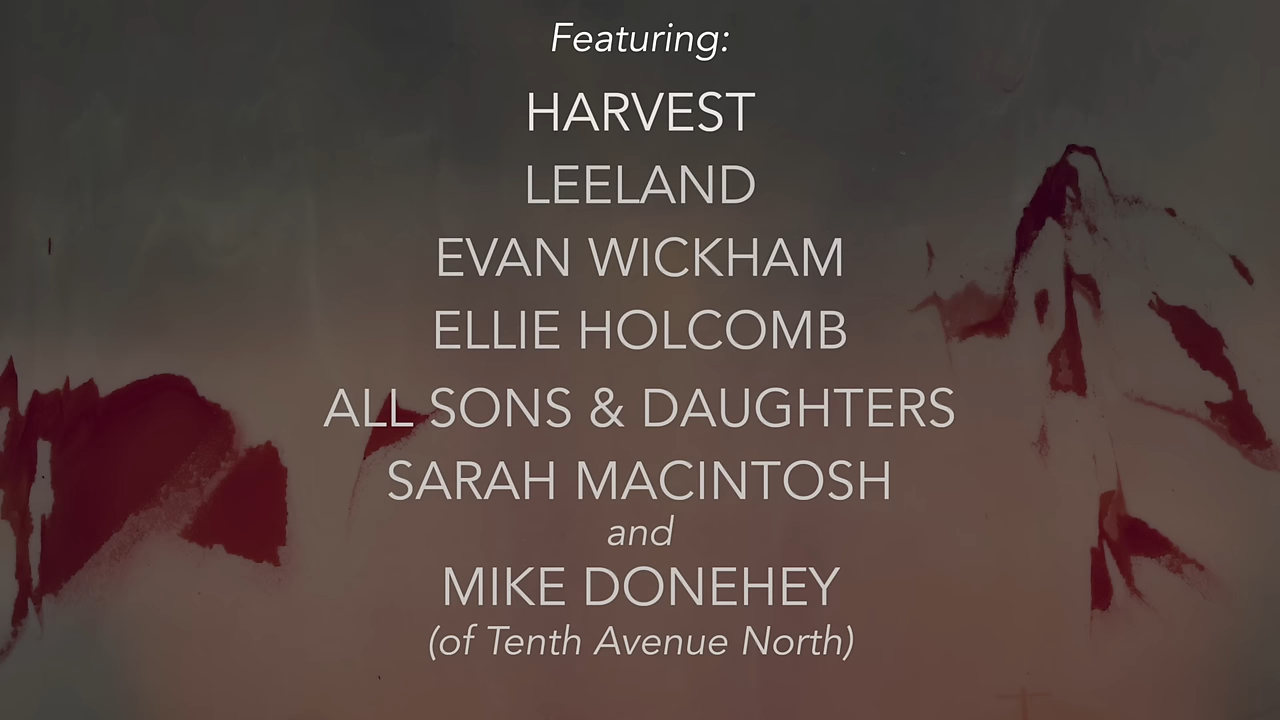 Featuring:
HARVEST
LEELAND
EVAN WICKHAM
ELLIE HOLCOMB
ALL SONS & DAUGHTERS
SARAH MACINTOSH
and
MIKE DONEHEY
(of Tenth Avenue North)